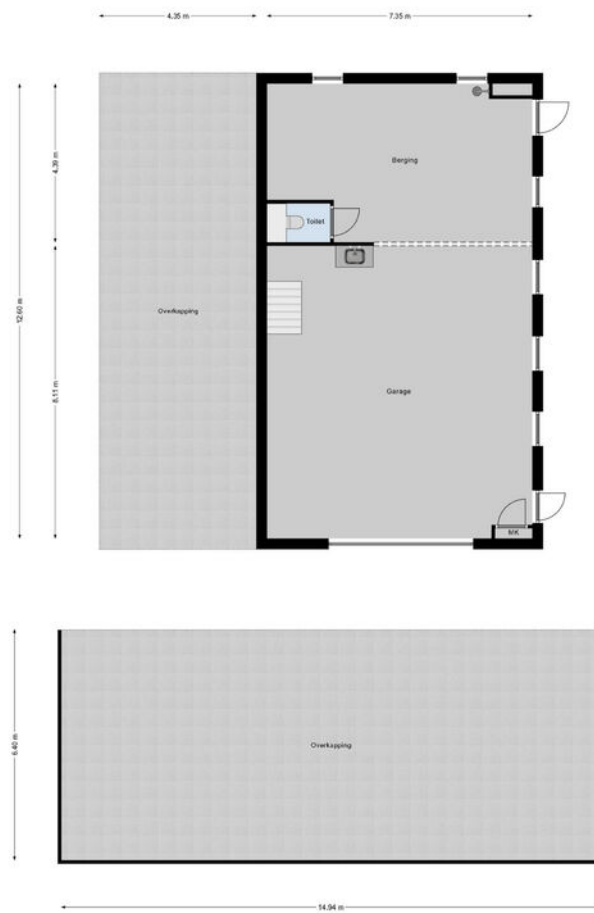 4.35 m
7.35 m
4.39 m
12.60 m
8.11 m
Berging
Toilet
Overkapping
Garage
MK
6.40 m
Overkapping
14.94 m